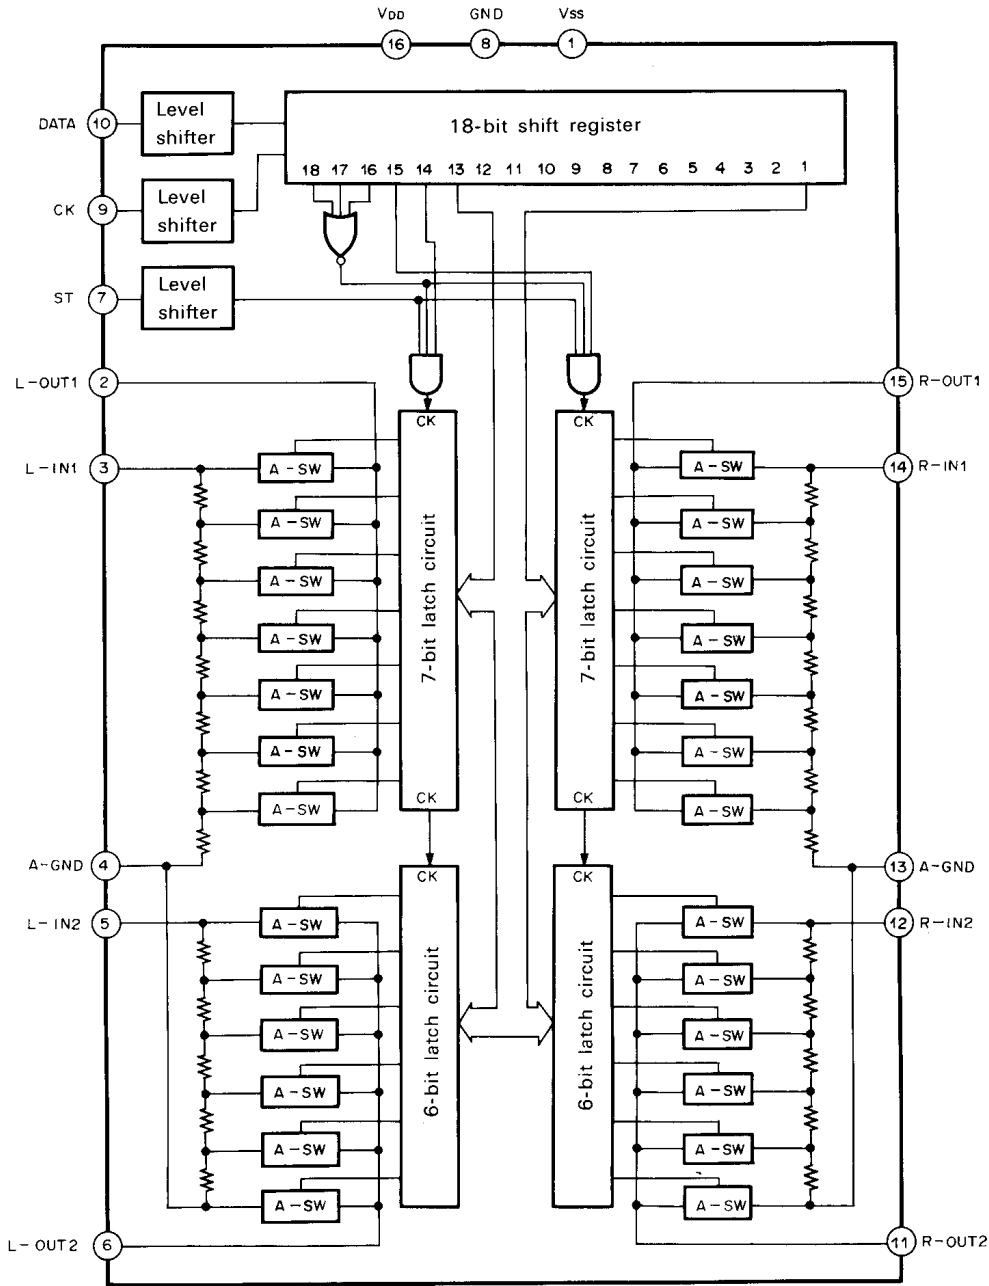 VDD GND VSS
16 8 1
DATA 10 Level shifter
18-bit shift register
18 17 16 15 14 13 12 11 10 9 8 7 6 5 4 3 2 1
CK 9 Level shifter
ST 7 Level shifter
L-OUT1 2
15 R-OUT1
CK CK
L-IN1 3 A-SW A-SW 14 R-IN1
A-SW A-SW
A-SW A-SW
A-SW A-SW
A-SW A-SW
A-SW A-SW
A-SW A-SW
7-bit latch circuit
7-bit latch circuit
CK CK
A-GND 4
13 A-GND
CK CK
L-IN2 5 A-SW A-SW 12 R-IN2
A-SW A-SW
A-SW A-SW
A-SW A-SW
A-SW A-SW
A-SW A-SW
6-bit latch circuit
6-bit latch circuit
L-OUT2 6
11 R-OUT2